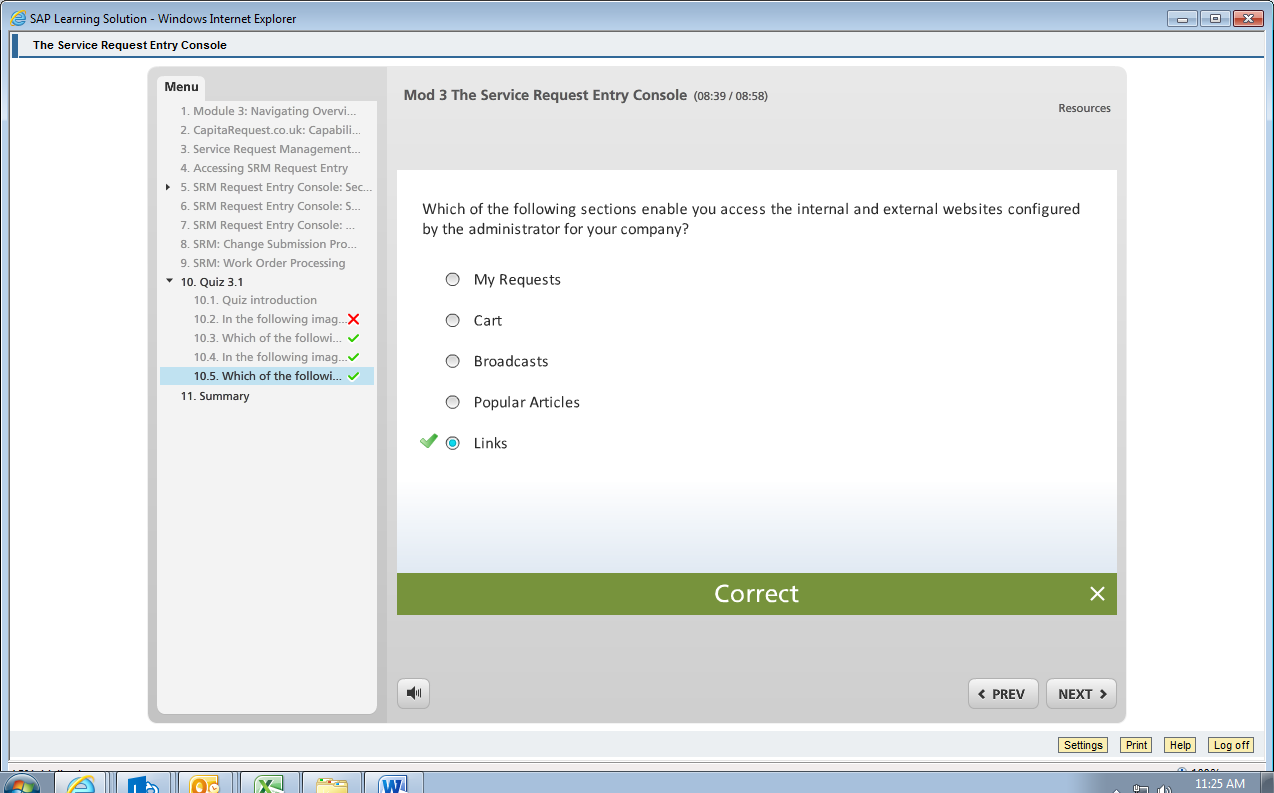 SAP Learning Solution - Windows Internet Explorer
The Service Request Entry Console
Menu
1. Module 3: Navigating Overvi...
2. CapitaRequest.co.uk: Capabili...
3. Service Request Management...
4. Accessing SRM Request Entry
5. SRM Request Entry Console: Sec...
6. SRM Request Entry Console: S...
7. SRM Request Entry Console: ...
8. SRM: Change Submission Pro...
9. SRM: Work Order Processing
10. Quiz 3.1
10.1. Quiz introduction
10.2. In the following imag...
10.3. Which of the followi...
10.4. In the following imag...
10.5. Which of the followi...
11. Summary
Mod 3 The Service Request Entry Console (08:39 / 08:58)
Resources
Which of the following sections enable you access the internal and external websites configured
by the administrator for your company?
My Requests
Cart
Broadcasts
Popular Articles
Links
Correct
PREV
NEXT
Settings
Print
Help
Log off
11:25 AM